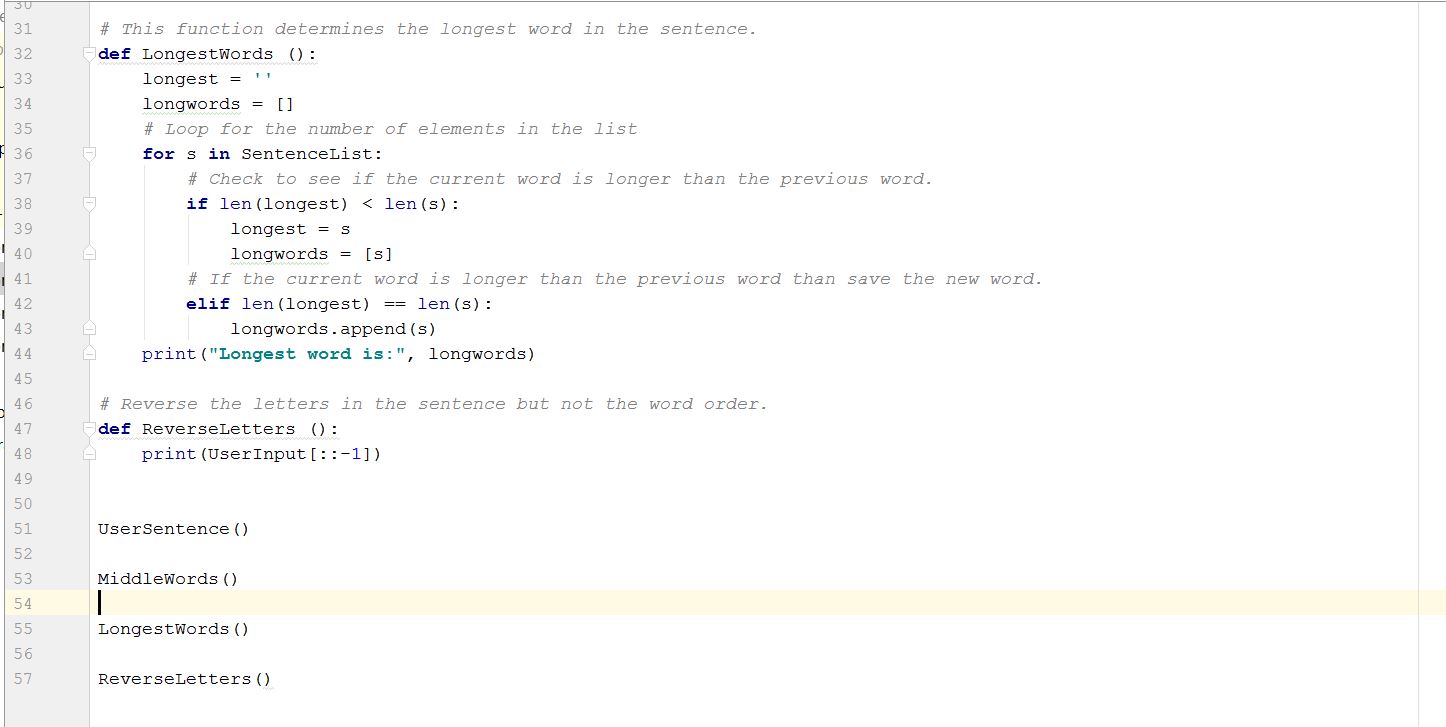 30
31 # This function determines the longest word in the sentence.
32 def LongestWords ():
33     longest = ''
34     longwords = []
35     # Loop for the number of elements in the list
36     for s in SentenceList:
37         # Check to see if the current word is longer than the previous word.
38         if len(longest) < len(s):
39             longest = s
40             longwords = [s]
41         # If the current word is longer than the previous word than save the new word.
42         elif len(longest) == len(s):
43             longwords.append(s)
44     print("Longest word is:", longwords)
45
46 # Reverse the letters in the sentence but not the word order.
47 def ReverseLetters ():
48     print(UserInput[::-1])
49
50
51 UserSentence()
52
53 MiddleWords()
54
55 LongestWords()
56
57 ReverseLetters()